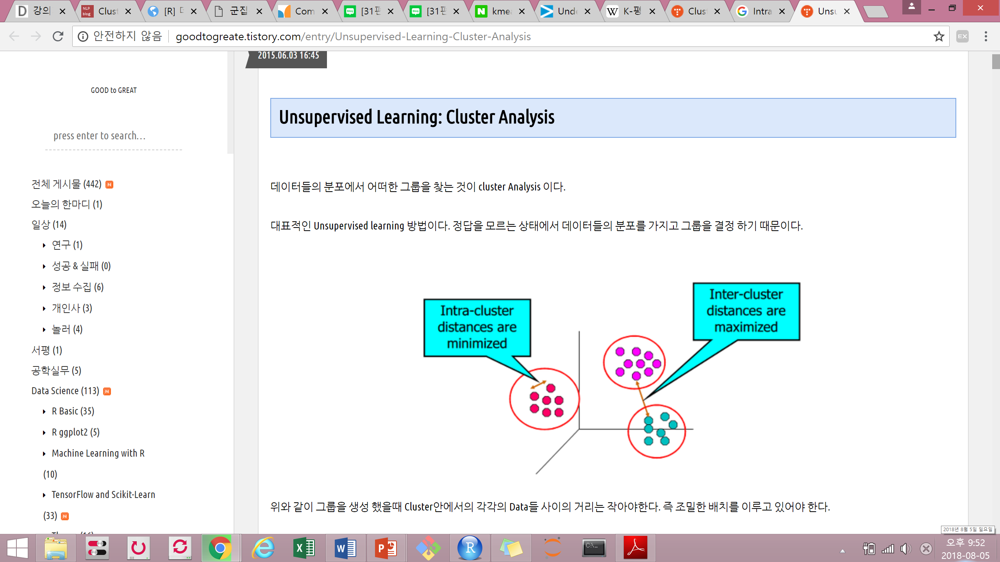 강의
NLP
blog
Clust
[R]
군집
Com
blog
[31편
blog
[31편
N
kmea
Unde
W
K-평
Clust
Intra
Unsu
안전하지 않음
goodtogreate.tistory.com/entry/Unsupervised-Learning-Cluster-Analysis
EX
2015.06.03 16:45
GOOD to GREAT
press enter to search...
전체 게시물 (442) N
오늘의 한마디 (1)
일상 (14)
연구 (1)
성공 & 실패 (0)
정보 수집 (6)
개인사 (3)
놀러 (4)
서평 (1)
공학실무 (5)
Data Science (113) N
R Basic (35)
R ggplot2 (5)
Machine Learning with R
(10)
TensorFlow and Scikit-Learn
(33) N
Unsupervised Learning: Cluster Analysis
데이터들의 분포에서 어떠한 그룹을 찾는 것이 cluster Analysis 이다.
대표적인 Unsupervised learning 방법이다. 정답을 모르는 상태에서 데이터들의 분포를 가지고 그룹을 결정 하기 때문이다.
Intra-cluster
distances are
minimized
Inter-cluster
distances are
maximized
위와 같이 그룹을 생성 했을때 Cluster안에서의 각각의 Data들 사이의 거리는 작아야한다. 즉 조밀한 배치를 이루고 있어야 한다.
2018년 8월 5일 일요일
오후 9:52
2018-08-05